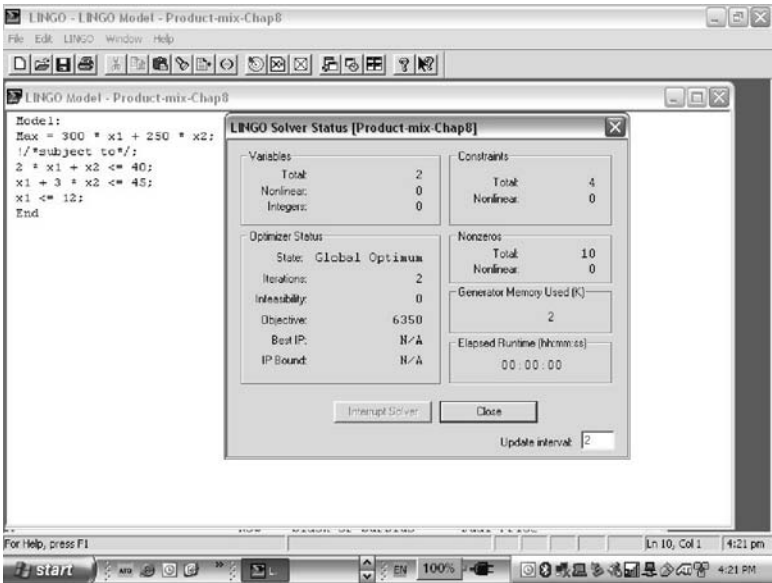 LINGO - LINGO Model - Product-mix-Chap8
File Edit LINGO Window Help
LINGO Model - Product-mix-Chap8
Model:
Max = 300 * x1 + 250 * x2;
!/*subject to*/;
2 * x1 + x2 <= 40;
x1 + 3 * x2 <= 45;
x1 <= 12;
End
LINGO Solver Status [Product-mix-Chap8]
Variables
Total: 2
Nonlinear: 0
Integers: 0
Constraints
Total: 4
Nonlinear: 0
Optimizer Status
State: Global Optimum
Iterations: 2
Infeasibility: 0
Objective: 6350
Best IP: N/A
IP Bound: N/A
Nonzeros
Total: 10
Nonlinear: 0
Generator Memory Used (K)
2
Elapsed Runtime (hh:mm:ss)
00:00:00
Interrupt Solver
Close
Update interval: 2
For Help, press F1
Ln 10, Col 1
4:21 pm
start
EN
100%
4:21 PM